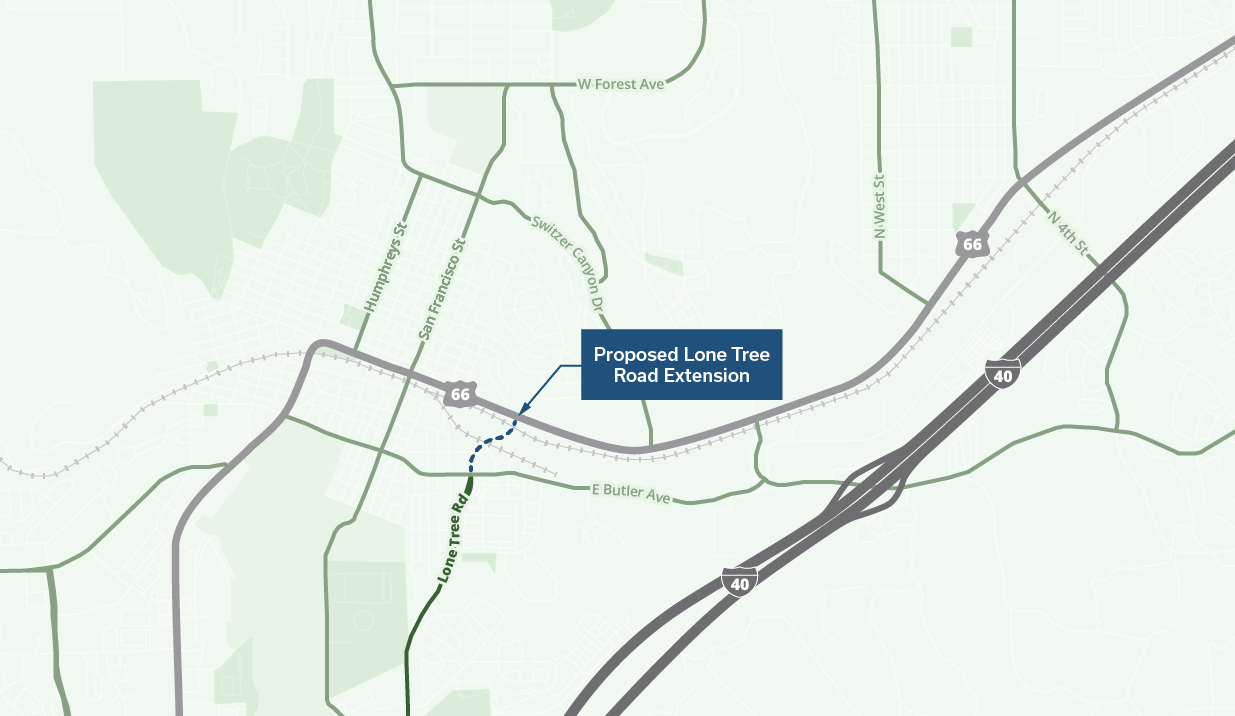 W Forest Ave
N West St
N 4th St
66
Humphreys St
San Francisco St
Switzer Canyon Dr
Proposed Lone Tree
Road Extension
40
66
E Butler Ave
Lone Tree Rd
40